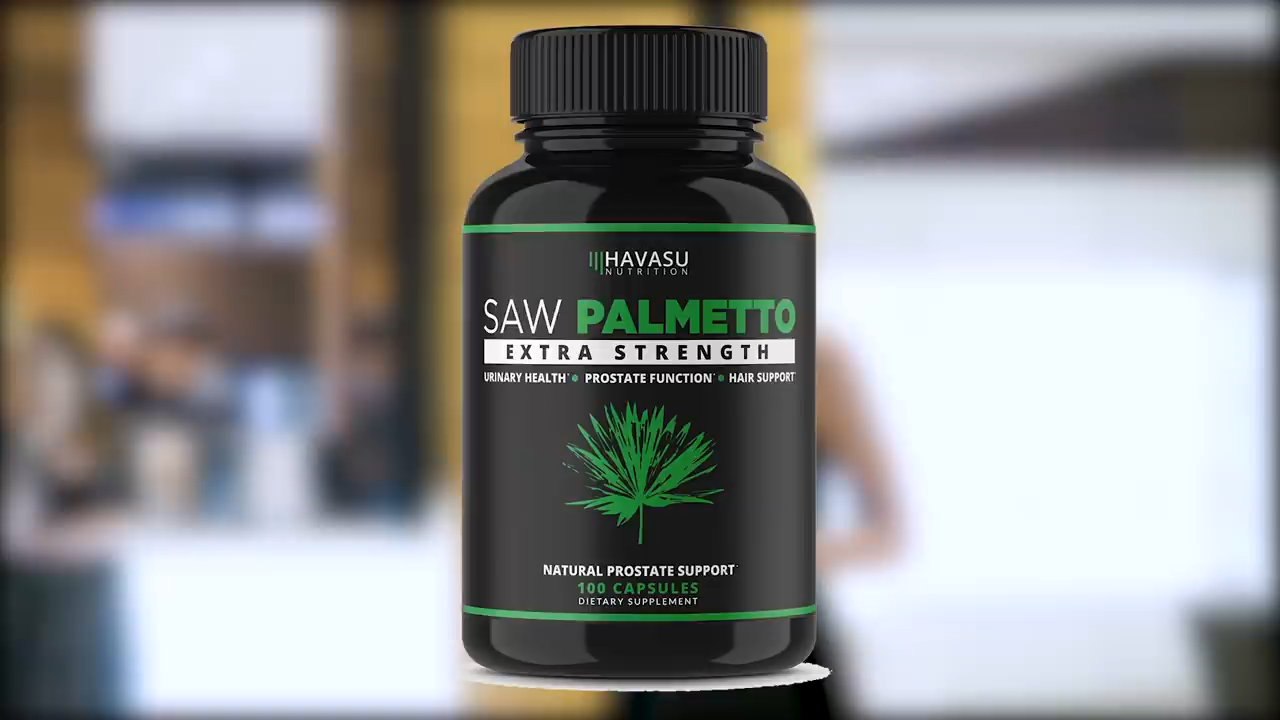 HAVASU
NUTRITION
SAW PALMETTO
EXTRA STRENGTH
URINARY HEALTH* • PROSTATE FUNCTION* • HAIR SUPPORT*
NATURAL PROSTATE SUPPORT*
100 CAPSULES
DIETARY SUPPLEMENT